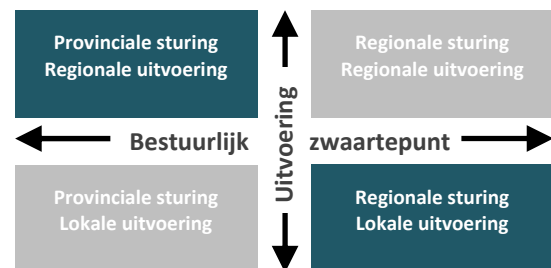 Provinciale sturing
Regionale uitvoering
Regionale sturing
Regionale uitvoering
Bestuurlijk zwaartepunt
Uitvoering
Provinciale sturing
Lokale uitvoering
Regionale sturing
Lokale uitvoering